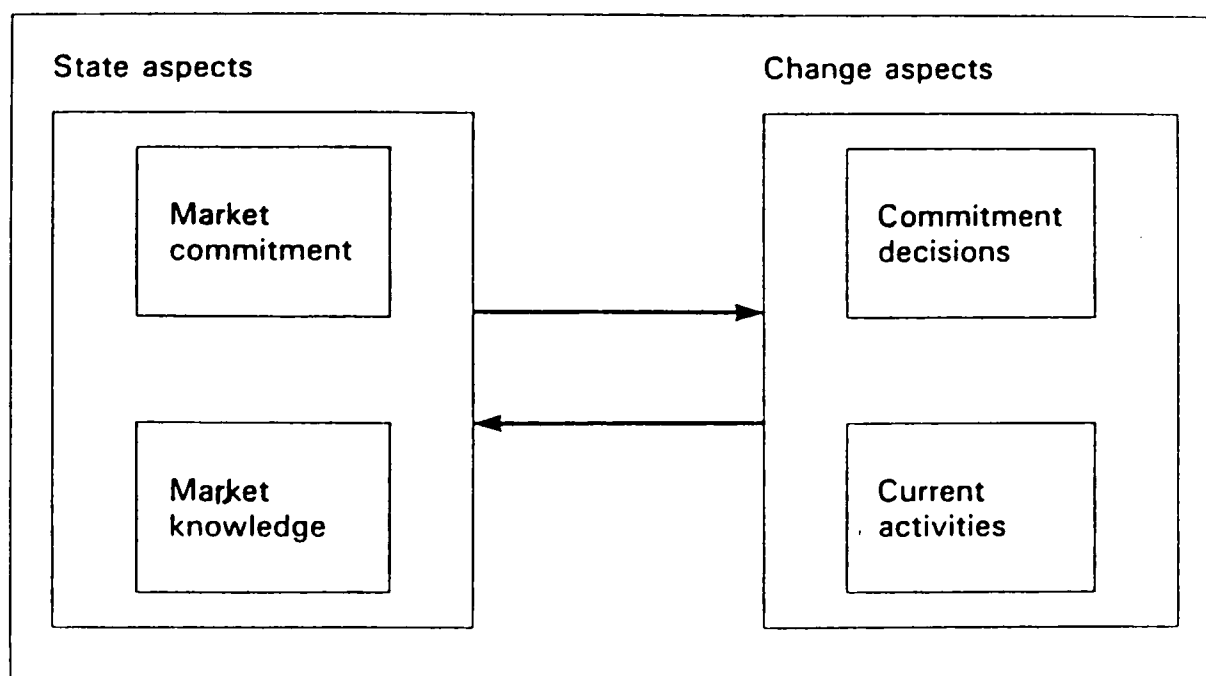 State aspects
Change aspects
Market
commitment
Commitment
decisions
Market
knowledge
Current
activities